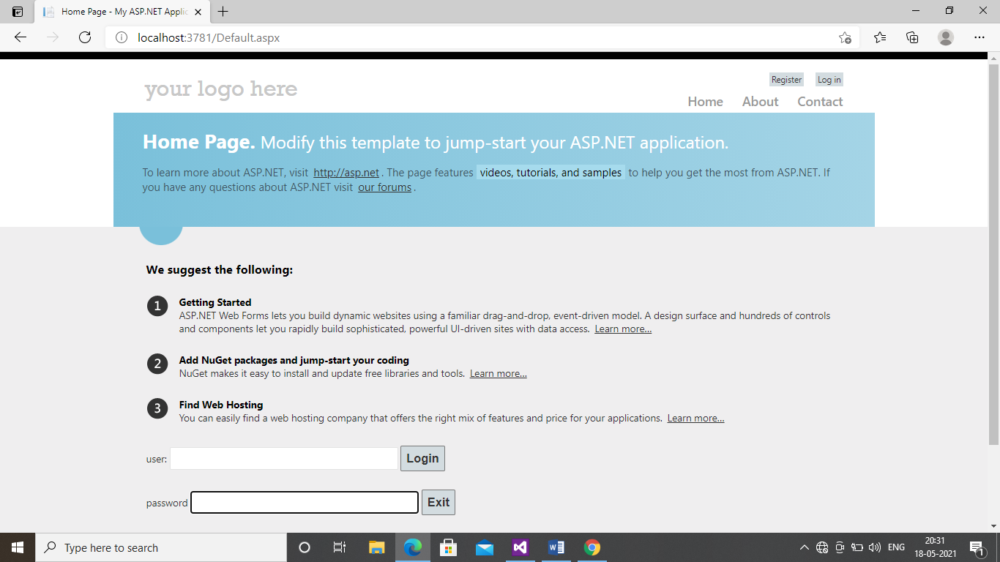 Home Page - My ASP.NET Applic
localhost:3781/Default.aspx
your logo here
Register Log in
Home About Contact
Home Page. Modify this template to jump-start your ASP.NET application.
To learn more about ASP.NET, visit http://asp.net. The page features videos, tutorials, and samples to help you get the most from ASP.NET. If
you have any questions about ASP.NET visit our forums.
We suggest the following:
1 Getting Started
ASP.NET Web Forms lets you build dynamic websites using a familiar drag-and-drop, event-driven model. A design surface and hundreds of controls
and components let you rapidly build sophisticated, powerful UI-driven sites with data access. Learn more...
2 Add NuGet packages and jump-start your coding
NuGet makes it easy to install and update free libraries and tools. Learn more...
3 Find Web Hosting
You can easily find a web hosting company that offers the right mix of features and price for your applications. Learn more...
user: Login
password Exit
Type here to search
ENG
20:31
18-05-2021
1